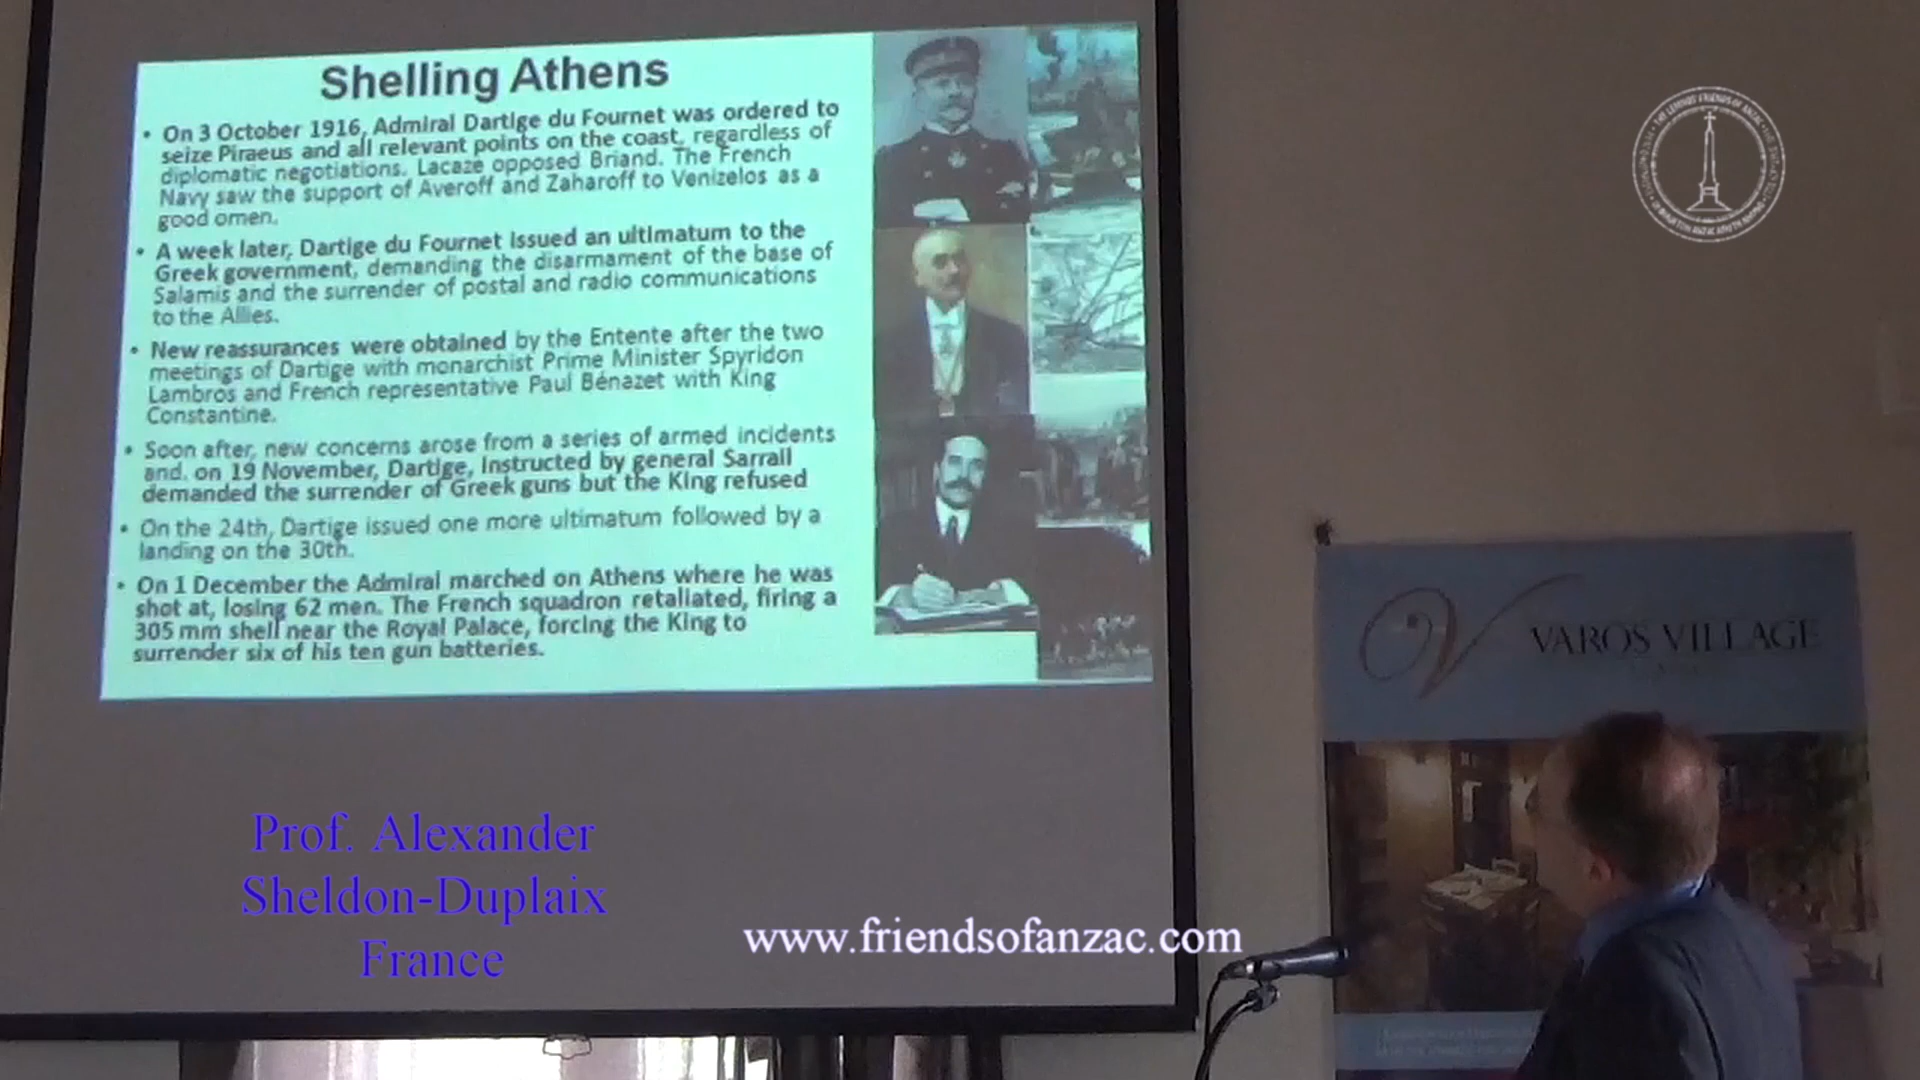 Shelling Athens
• On 3 October 1916, Admiral Dartige du Fournet was ordered to
seize Piraeus and all relevant points on the coast, regardless of
diplomatic negotiations. Lacaze opposed Briand. The French
Navy saw the support of Averoff and Zaharoff to Venizelos as a
good omen.
• A week later, Dartige du Fournet issued an ultimatum to the
Greek government, demanding the disarmament of the base of
Salamis and the surrender of postal and radio communications
to the Allies.
• New reassurances were obtained by the Entente after the two
meetings of Dartige with monarchist Prime Minister Spyridon
Lambros and French representative Paul Bénazet with King
Constantine.
• Soon after, new concerns arose from a series of armed incidents
and. on 19 November, Dartige, instructed by general Sarrail
demanded the surrender of Greek guns but the King refused
• On the 24th, Dartige issued one more ultimatum followed by a
landing on the 30th.
• On 1 December the Admiral marched on Athens where he was
shot at, losing 62 men. The French squadron retaliated, firing a
305 mm shell near the Royal Palace, forcing the King to
surrender six of his ten gun batteries.
VAROS VILLAGE
Prof. Alexander
Sheldon-Duplaix
France
www.friendsofanzac.com